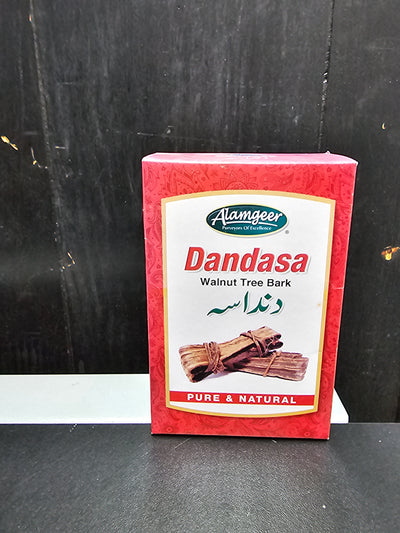 Alamgeer
Purveyors Of Excellence
®
Dandasa
Walnut Tree Bark
دنداسہ
PURE & NATURAL